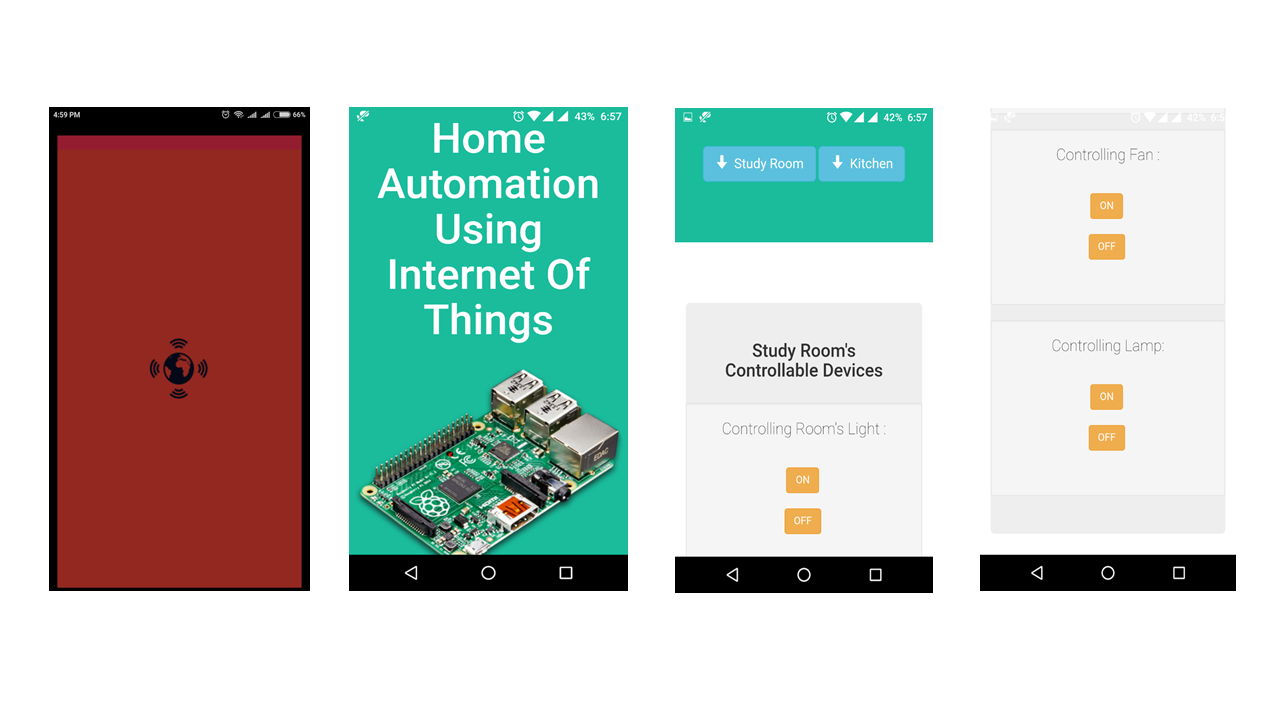 4:59 PM
66%
43% 6:57
Home
Automation
Using
Internet Of
Things
EDAC
HDMI
42% 6:57
Study Room
Kitchen
Study Room's
Controllable Devices
Controlling Room's Light :
ON
OFF
42% 6:5
Controlling Fan :
ON
OFF
Controlling Lamp:
ON
OFF